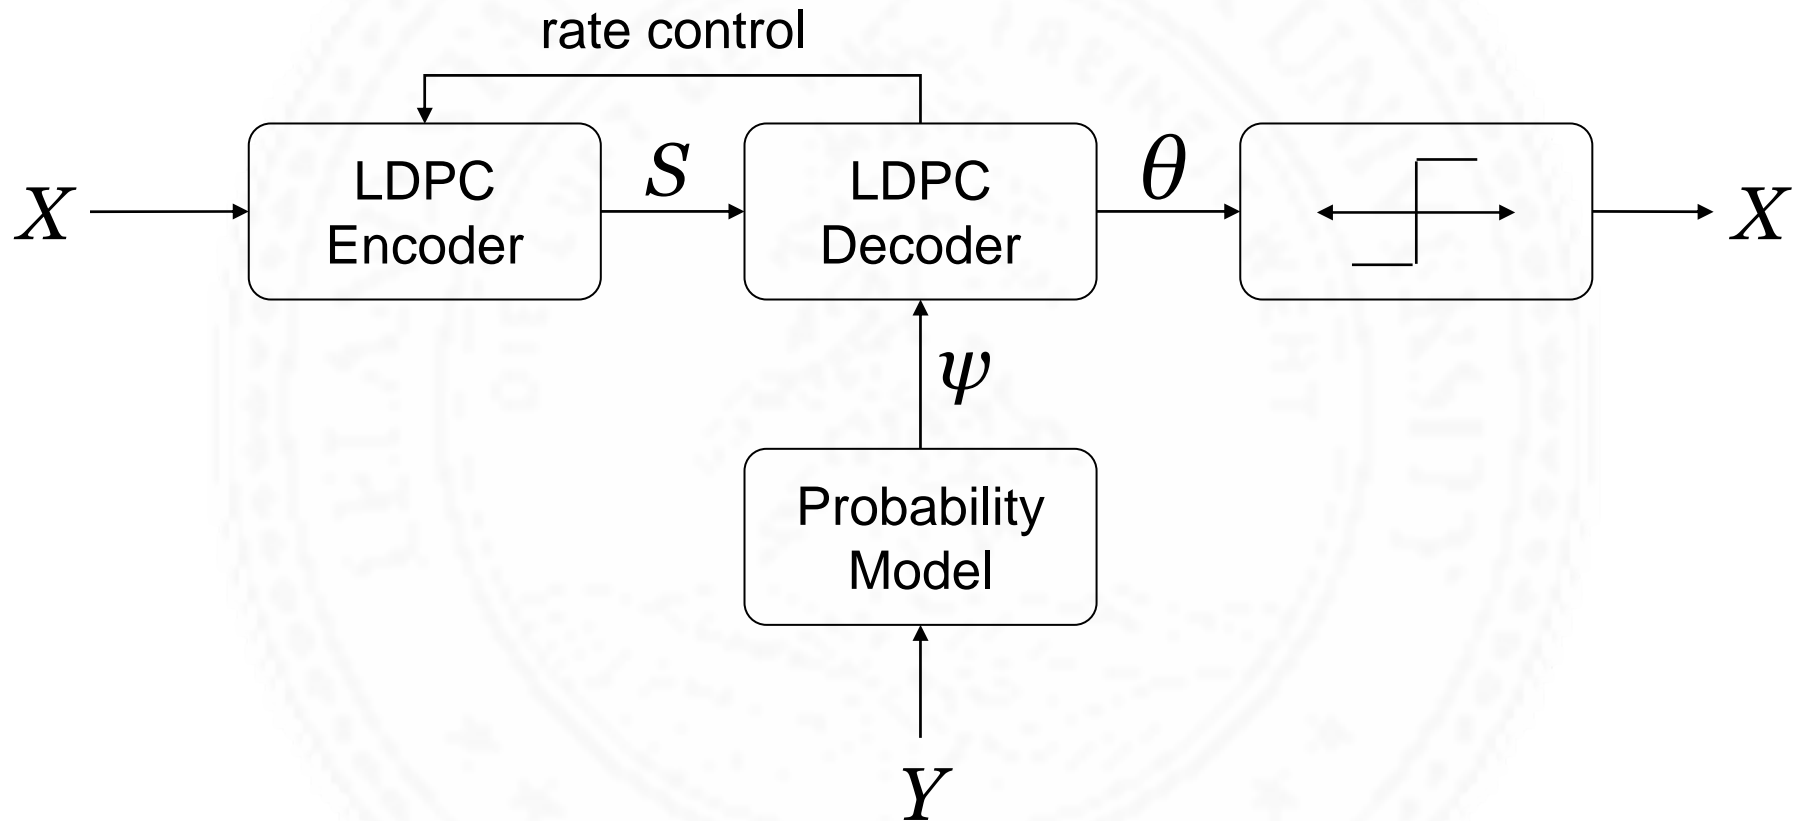 rate control
X
LDPC
Encoder
S
LDPC
Decoder
θ
X
ψ
Probability
Model
Y